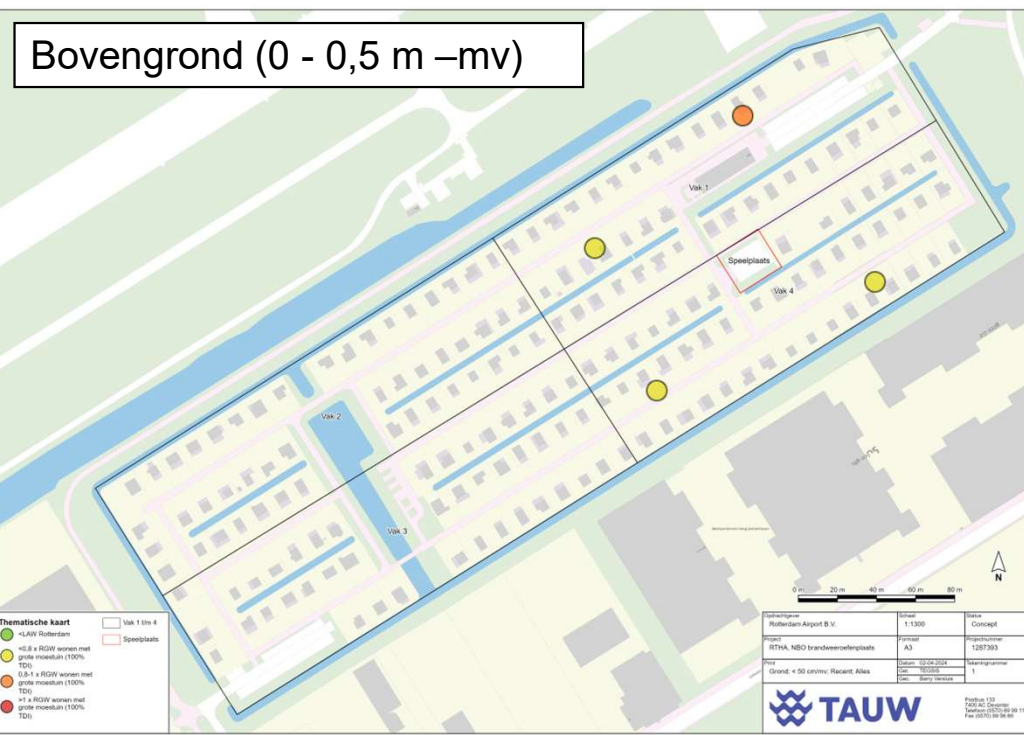 Bovengrond (0 - 0,5 m –mv)
Vak 1
Speelplaats
Vak 4
Vak 2
Vak 3
N
0 m 20 m 40 m 60 m 80 m
Thematische kaart
<LAW Rotterdam
<0,8 x RGW wonen met
grote moestuin (100%
TDI)
0,8-1 x RGW wonen met
grote moestuin (100%
TDI)
>1 x RGW wonen met
grote moestuin (100%
TDI)
Vak 1 t/m 4
Speelplaats
Opdrachtgever
Rotterdam Airport B.V.
Schaal
1:1300
Status
Concept
Project
RTHA, NBO brandweeroefenplaats
Formaat
A3
Projectnummer
1287393
Grond: < 50 cm/mv; Recent; Alles
Datum 02-04-2024
Get.
Gec.
Tekeningnummer
1
TAUW
Postbus 133
7400 AC Deventer